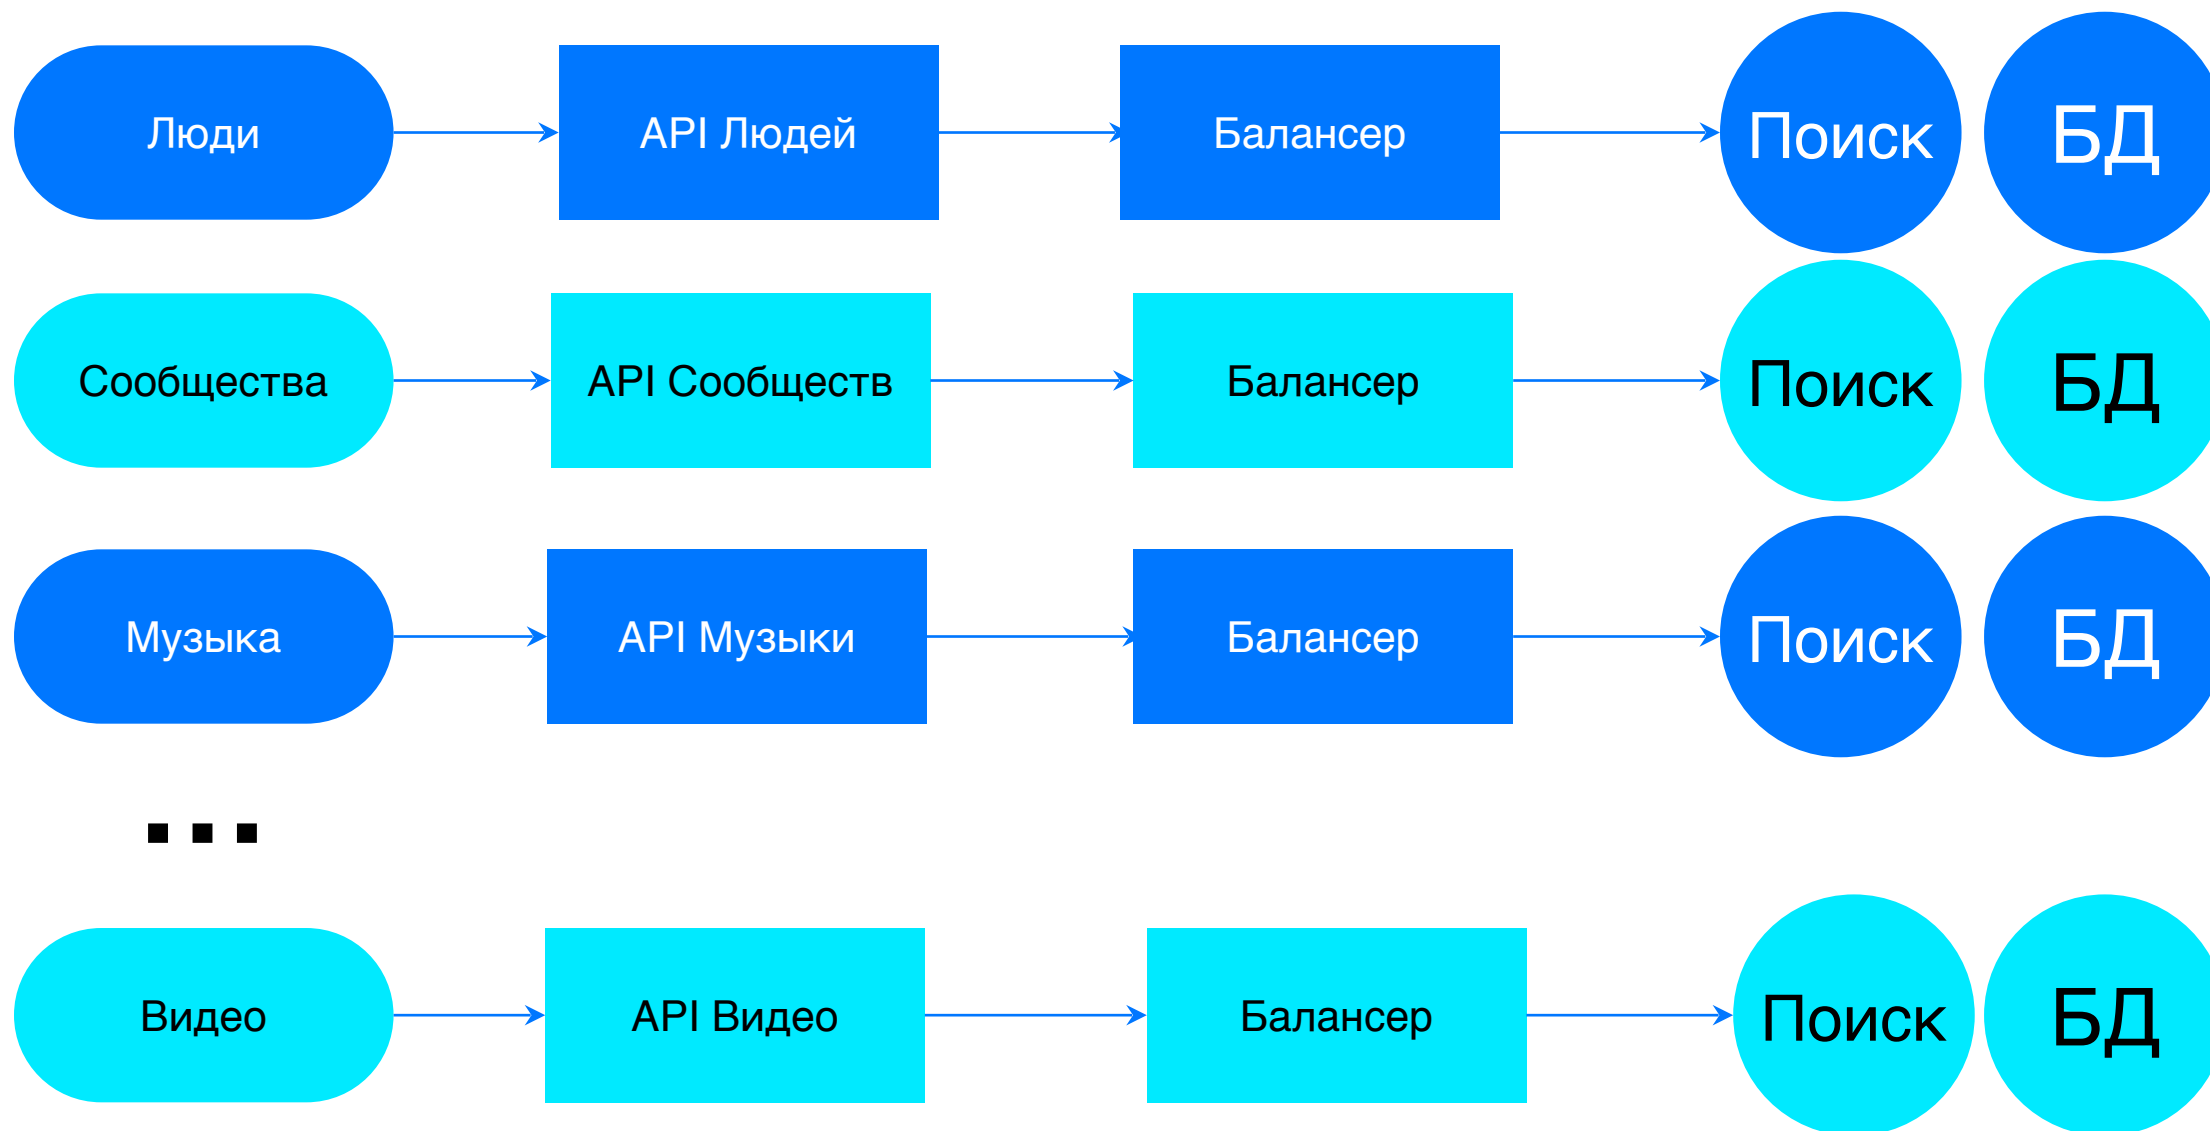 Люди
API Людей
Балансер
Поиск
БД
Сообщества
API Сообществ
Балансер
Поиск
БД
Музыка
API Музыки
Балансер
Поиск
БД
...
Видео
API Видео
Балансер
Поиск
БД